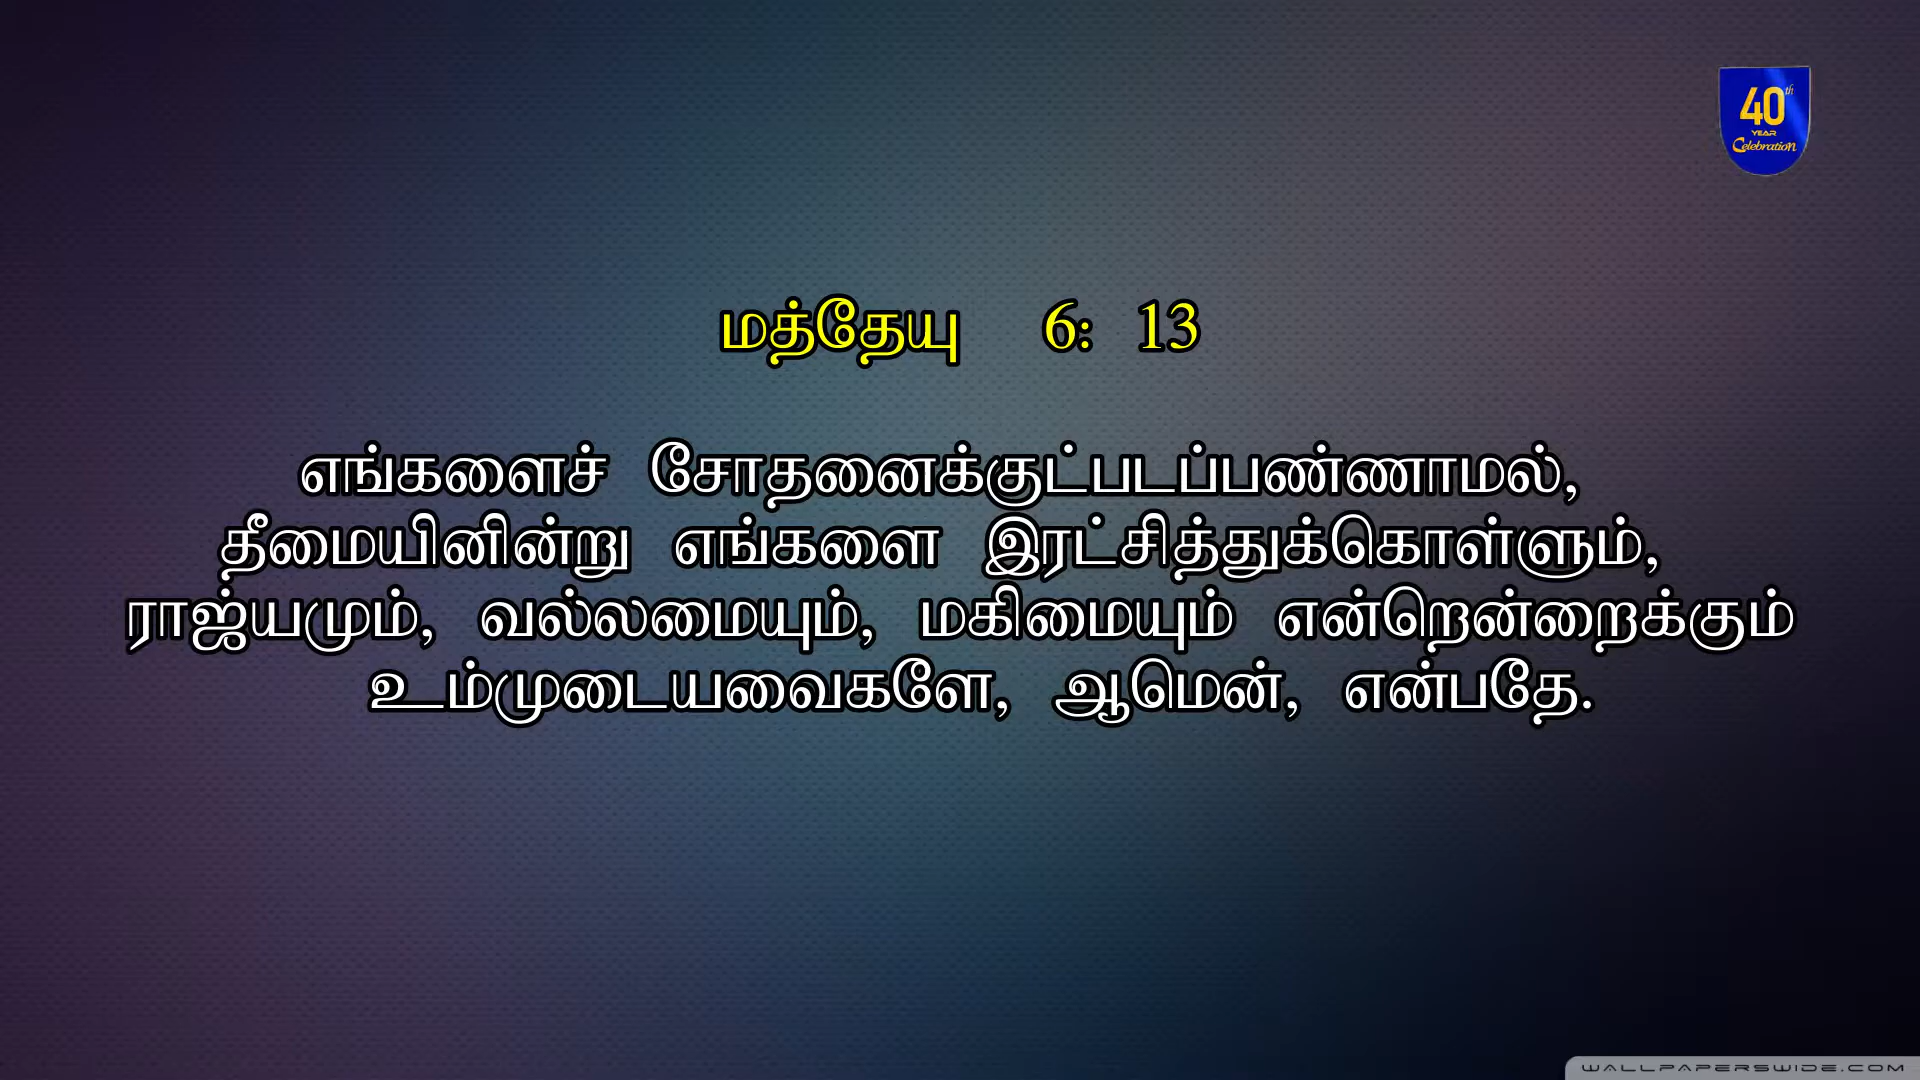 40th
YEAR
Celebration
மத்தேயு 6: 13
எங்களைச் சோதனைக்குட்படப்பண்ணாமல்,
தீமையினின்று எங்களை இரட்சித்துக்கொள்ளும்,
ராஜ்யமும், வல்லமையும், மகிமையும் என்றென்றைக்கும்
உம்முடையவைகளே, ஆமென், என்பதே.
WALLPAPERSWIDE.COM